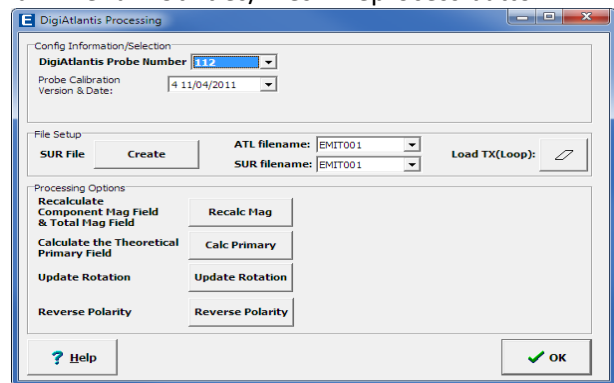 DigiAtlantis Processing
Config Information/Selection
DigiAtlantis Probe Number 112
Probe Calibration
Version & Date: 4 11/04/2011
File Setup
SUR File Create ATL filename: EMIT001 Load TX(Loop):
SUR filename: EMIT001
Processing Options
Recalculate
Component Mag Field Recalc Mag
& Total Mag Field
Calculate the Theoretical Calc Primary
Primary Field
Update Rotation Update Rotation
Reverse Polarity Reverse Polarity
? Help OK